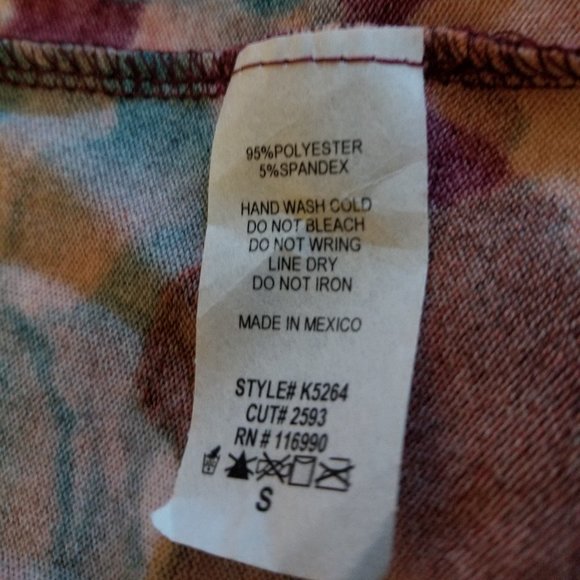 95%POLYESTER
5%SPANDEX
HAND WASH COLD
DO NOT BLEACH
DO NOT WRING
LINE DRY
DO NOT IRON
MADE IN MEXICO
STYLE# K5264
CUT# 2593
RN # 116990
S